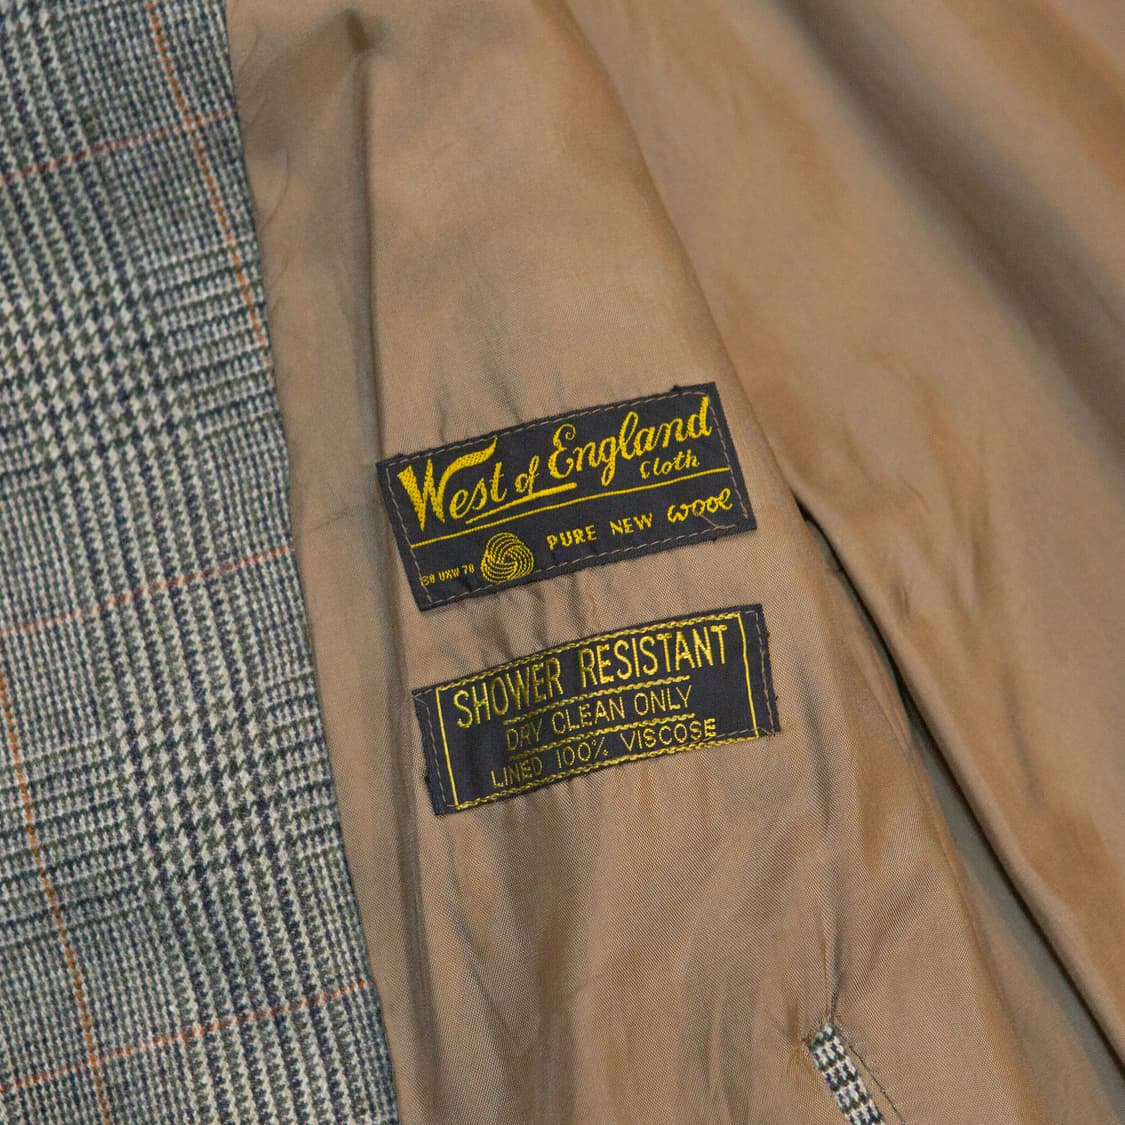 West of England
Cloth
PURE NEW WOOL
SHOWER RESISTANT
DRY CLEAN ONLY
LINED 100% VISCOSE